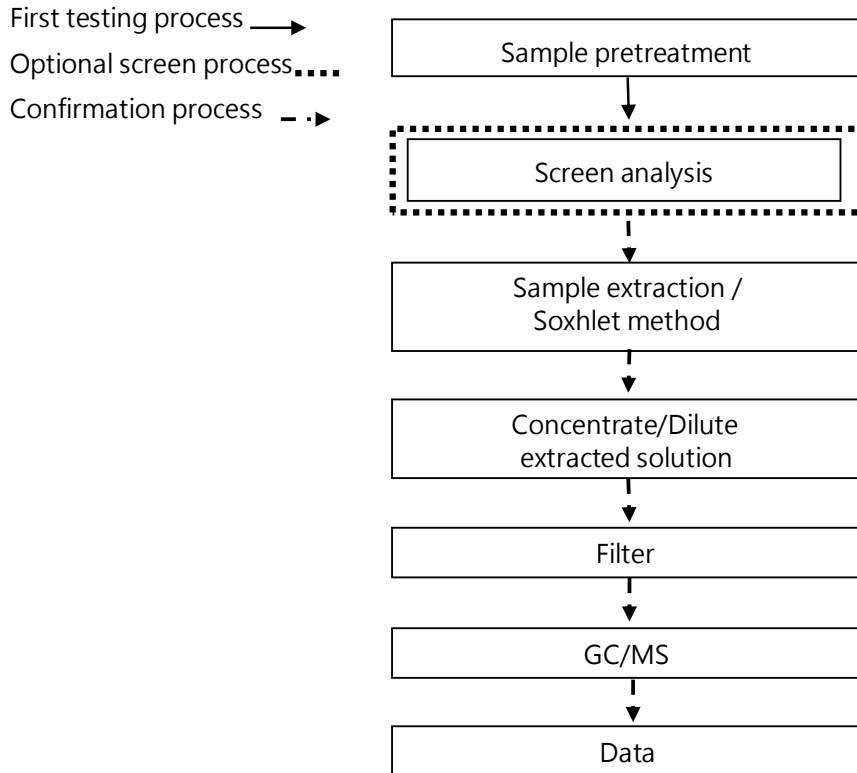 First testing process
Optional screen process
Confirmation process
Sample pretreatment
Screen analysis
Sample extraction /
Soxhlet method
Concentrate/Dilute
extracted solution
Filter
GC/MS
Data